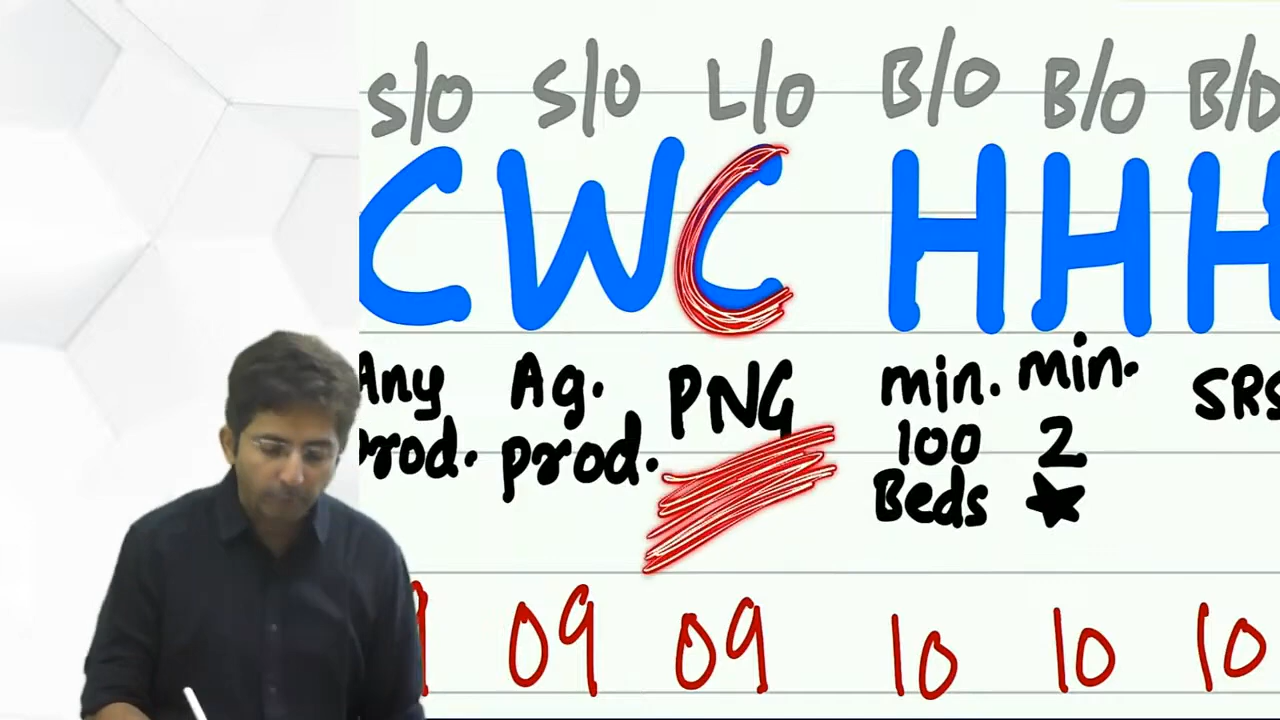 S/O S/O L/O B/O B/O B/O
C W C H H H
Any Ag. PNG min. min. SRS
prod. prod. 100 2
Beds ★
09 09 10 10 10